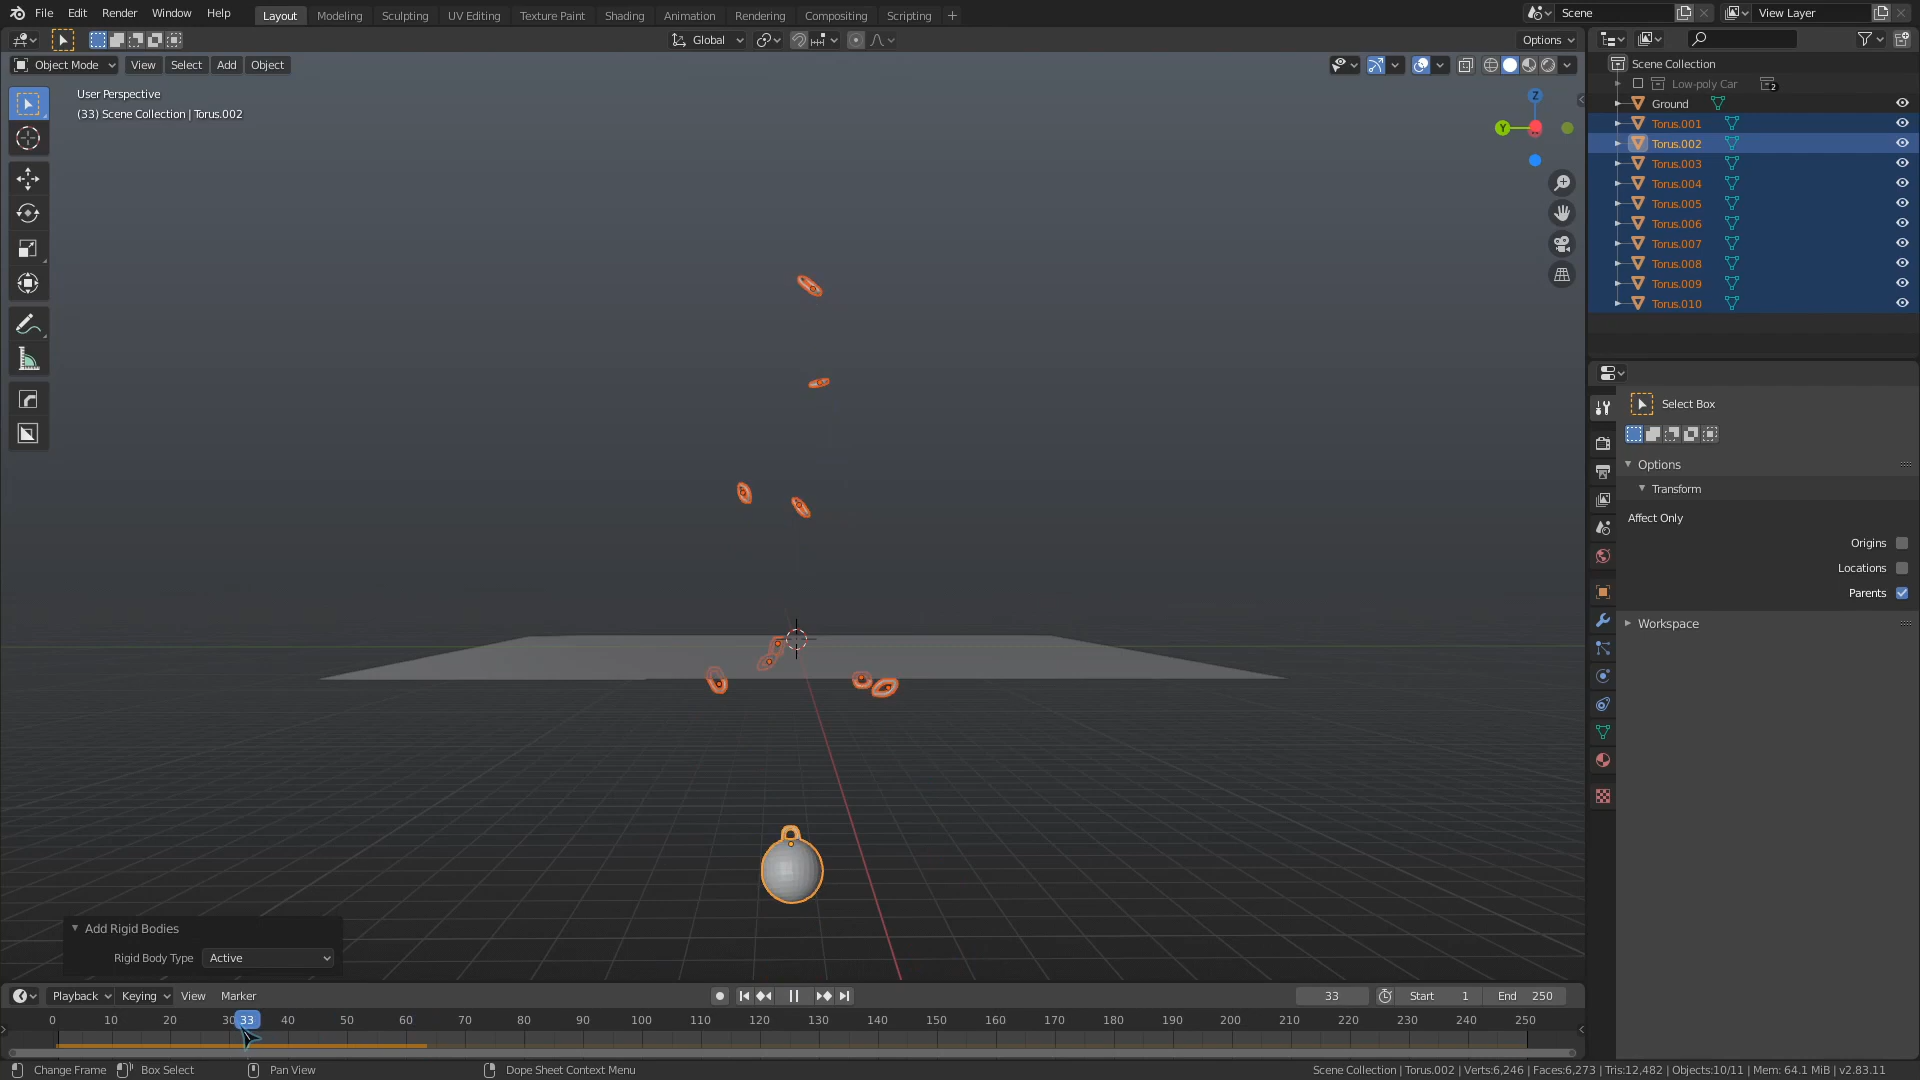 File Edit Render Window Help Layout Modeling Sculpting UV Editing Texture Paint Shading Animation Rendering Compositing Scripting + Scene View Layer
Global Options
Object Mode View Select Add Object
User Perspective
(33) Scene Collection | Torus.002
Z
Y
Scene Collection
Low-poly Car 2
Ground
Torus.001
Torus.002
Torus.003
Torus.004
Torus.005
Torus.006
Torus.007
Torus.008
Torus.009
Torus.010
Select Box
Options
Transform
Affect Only
Origins
Locations
Parents
Workspace
Add Rigid Bodies
Rigid Body Type Active
Playback Keying View Marker 33 Start 1 End 250
0 10 20 30 33 40 50 60 70 80 90 100 110 120 130 140 150 160 170 180 190 200 210 220 230 240 250
Change Frame Box Select Pan View Dope Sheet Context Menu Scene Collection | Torus.002 | Verts:6,246 | Faces:6,273 | Tris:12,482 | Objects:10/11 | Mem: 64.1 MiB | v2.83.11